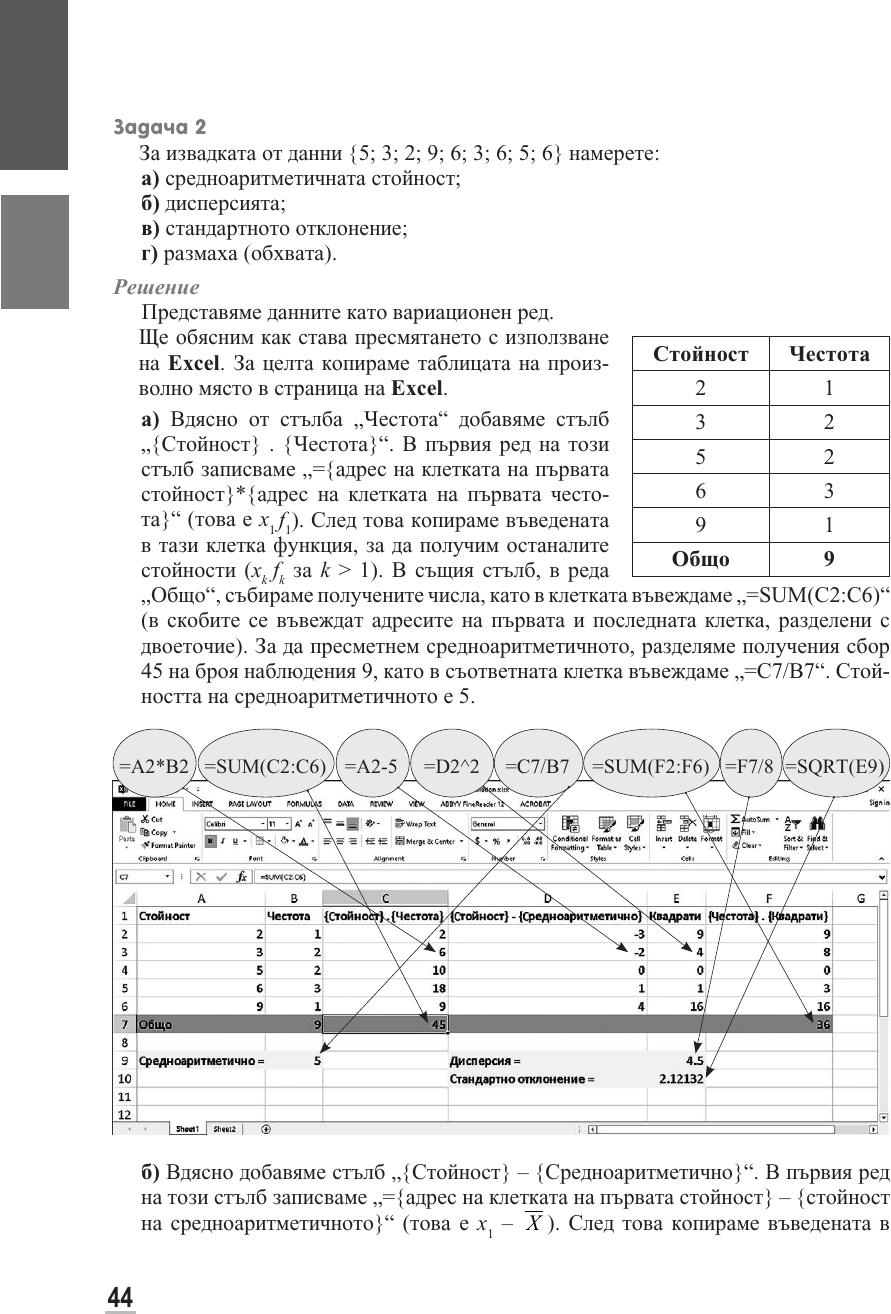 Задача 2
За извадката от данни {5; 3; 2; 9; 6; 3; 6; 5; 6} намерете:
а) средноаритметичната стойност;
б) дисперсията;
в) стандартното отклонение;
г) размаха (обхвата).
Решение
Представяме данните като вариационен ред.
Ще обясним как става пресмятането с използване
на Excel. За целта копираме таблицата на произ-
волно място в страница на Excel.
а) Вдясно от стълба „Честота“ добавяме стълб
„{Стойност} . {Честота}“. В първия ред на този
стълб записваме „={адрес на клетката на първата
стойност}*{адрес на клетката на първата често-
та}“ (това е x1 f1). След това копираме въведената
в тази клетка функция, за да получим останалите
стойности (xk fk за k > 1). В същия стълб, в реда
Стойност Честота
2 1
3 2
5 2
6 3
9 1
Общо 9
„Общо“, събираме получените числа, като в клетката въвеждаме „=SUM(C2:C6)“
(в скобите се въвеждат адресите на първата и последната клетка, разделени с
двоеточие). За да пресметнем средноаритметичното, разделяме получения сбор
45 на броя наблюдения 9, като в съответната клетка въвеждаме „=C7/B7“. Стой-
ността на средноаритметичното е 5.
=A2*B2 =SUM(C2:C6) =A2-5 =D2^2 =C7/B7 =SUM(F2:F6) =F7/8 =SQRT(E9)
FILE HOME INSERT PAGE LAYOUT FORMULAS DATA REVIEW VIEW ABBYY FineReader 12 ACROBAT Sign in
Cut Calibri 11 Wrap Text General AutoSum
Paste Copy Conditional Format as Cell Insert Delete Format Fill Sort & Find &
Format Painter B I U Merge & Center Formatting Table Styles Clear Filter Select
Clipboard Font Alignment Number Styles Cells Editing
C7 fx =SUM(C2:C6)
A B C D E F G
1 Стойност Честота {Стойност} . {Честота} {Стойност} - {Средноаритметично} Квадрати {Честота} . {Квадрати}
2 2 1 2 -3 9 9
3 3 2 6 -2 4 8
4 5 2 10 0 0 0
5 6 3 18 1 1 3
6 9 1 9 4 16 16
7 Общо 9 45 36
8
9 Средноаритметично = 5 Дисперсия = 4.5
10 Стандартно отклонение = 2.12132
11
12
Sheet1 Sheet2
б) Вдясно добавяме стълб „{Стойност} – {Средноаритметично}“. В първия ред
на този стълб записваме „={адрес на клетката на първата стойност} – {стойност
на средноаритметичното}“ (това е x1 – X̅ ). След това копираме въведената в
44